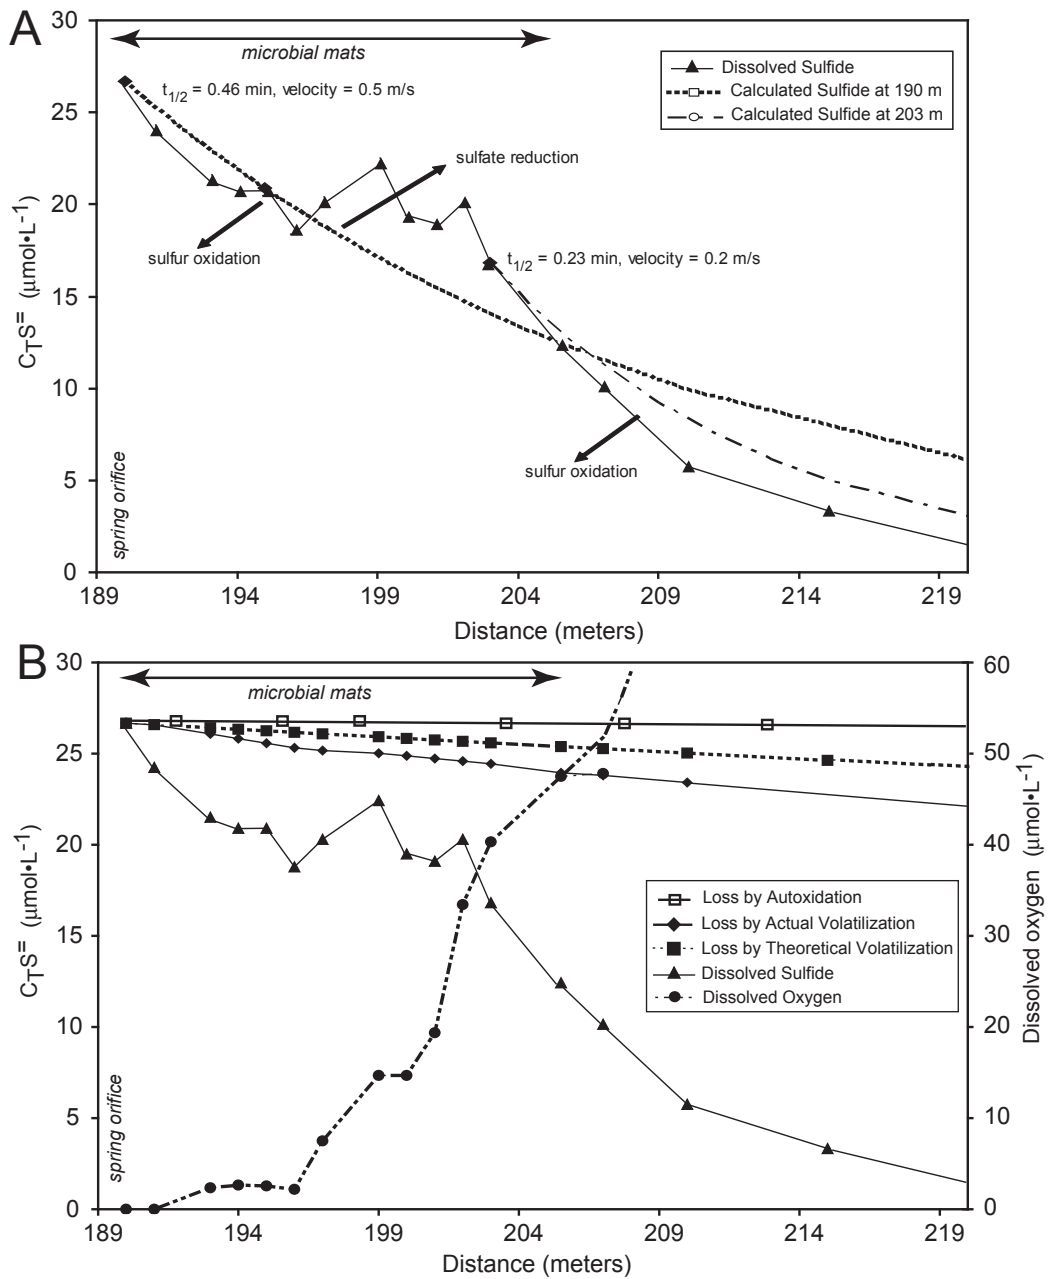 A
30
25
20
15
10
5
0
CTS= (μmol•L-1)
microbial mats
t1/2 = 0.46 min, velocity = 0.5 m/s
Dissolved Sulfide
Calculated Sulfide at 190 m
Calculated Sulfide at 203 m
sulfate reduction
sulfur oxidation
t1/2 = 0.23 min, velocity = 0.2 m/s
sulfur oxidation
spring orifice
189 194 199 204 209 214 219
Distance (meters)
B
30
25
20
15
10
5
0
CTS= (μmol•L-1)
microbial mats
60
50
40
30
20
10
0
Dissolved oxygen (μmol•L-1)
Loss by Autoxidation
Loss by Actual Volatilization
Loss by Theoretical Volatilization
Dissolved Sulfide
Dissolved Oxygen
spring orifice
189 194 199 204 209 214 219
Distance (meters)